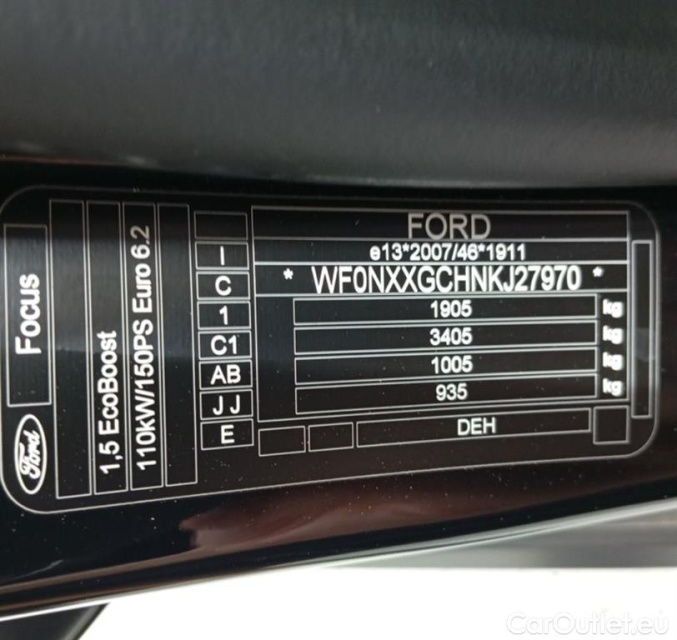 FORD
e13*2007/46*1911
* WF0NXXGCHNKJ27970 *
1905 kg
3405 kg
1005 kg
935 kg
DEH
I
C
1
C1
AB
J J
E
Focus
1,5 EcoBoost
110kW/150PS Euro 6.2
Ford
CarOutlet.eu